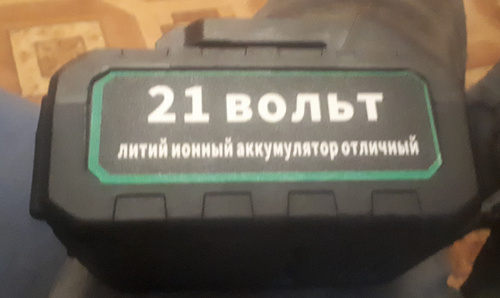 21 вольт
литий ионный аккумулятор отличный